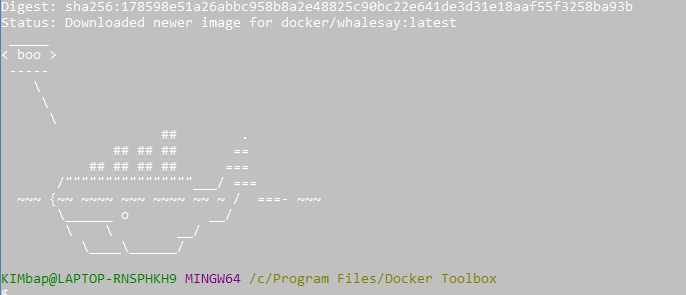 Digest: sha256:178598e51a26abbc958b8a2e48825c90bc22e641de3d31e18aaf55f3258ba93b
Status: Downloaded newer image for docker/whalesay:latest
 _____
< boo >
 -----
    \
     \
      \
                    ##        .
              ## ## ##       ==
           ## ## ## ##      ===
       /""""""""""""""""___/ ===
  ~~~ {~~ ~~~~ ~~~ ~~~~ ~~ ~ /  ===- ~~~
       \______ o          __/
        \    \        __/
          \____\______/
KIMbap@LAPTOP-RNSPHKH9 MINGW64 /c/Program Files/Docker Toolbox
$